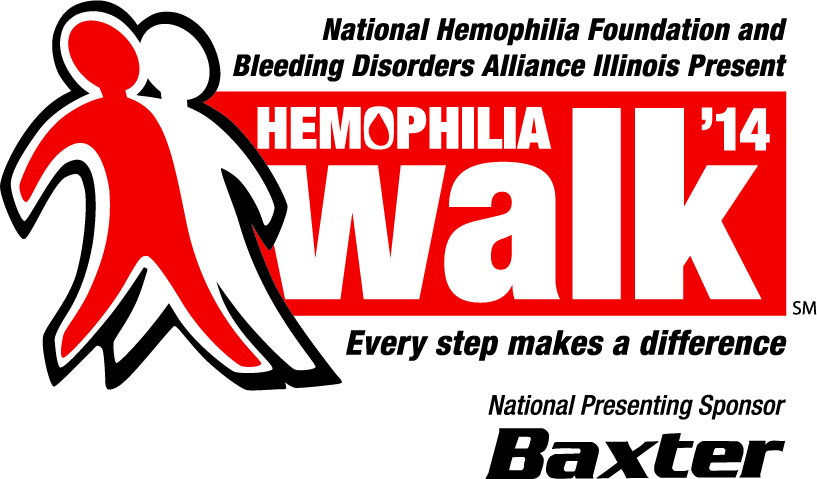 National Hemophilia Foundation and
Bleeding Disorders Alliance Illinois Present
HEMOPHILIA ’14
walk
SM
Every step makes a difference
National Presenting Sponsor
Baxter